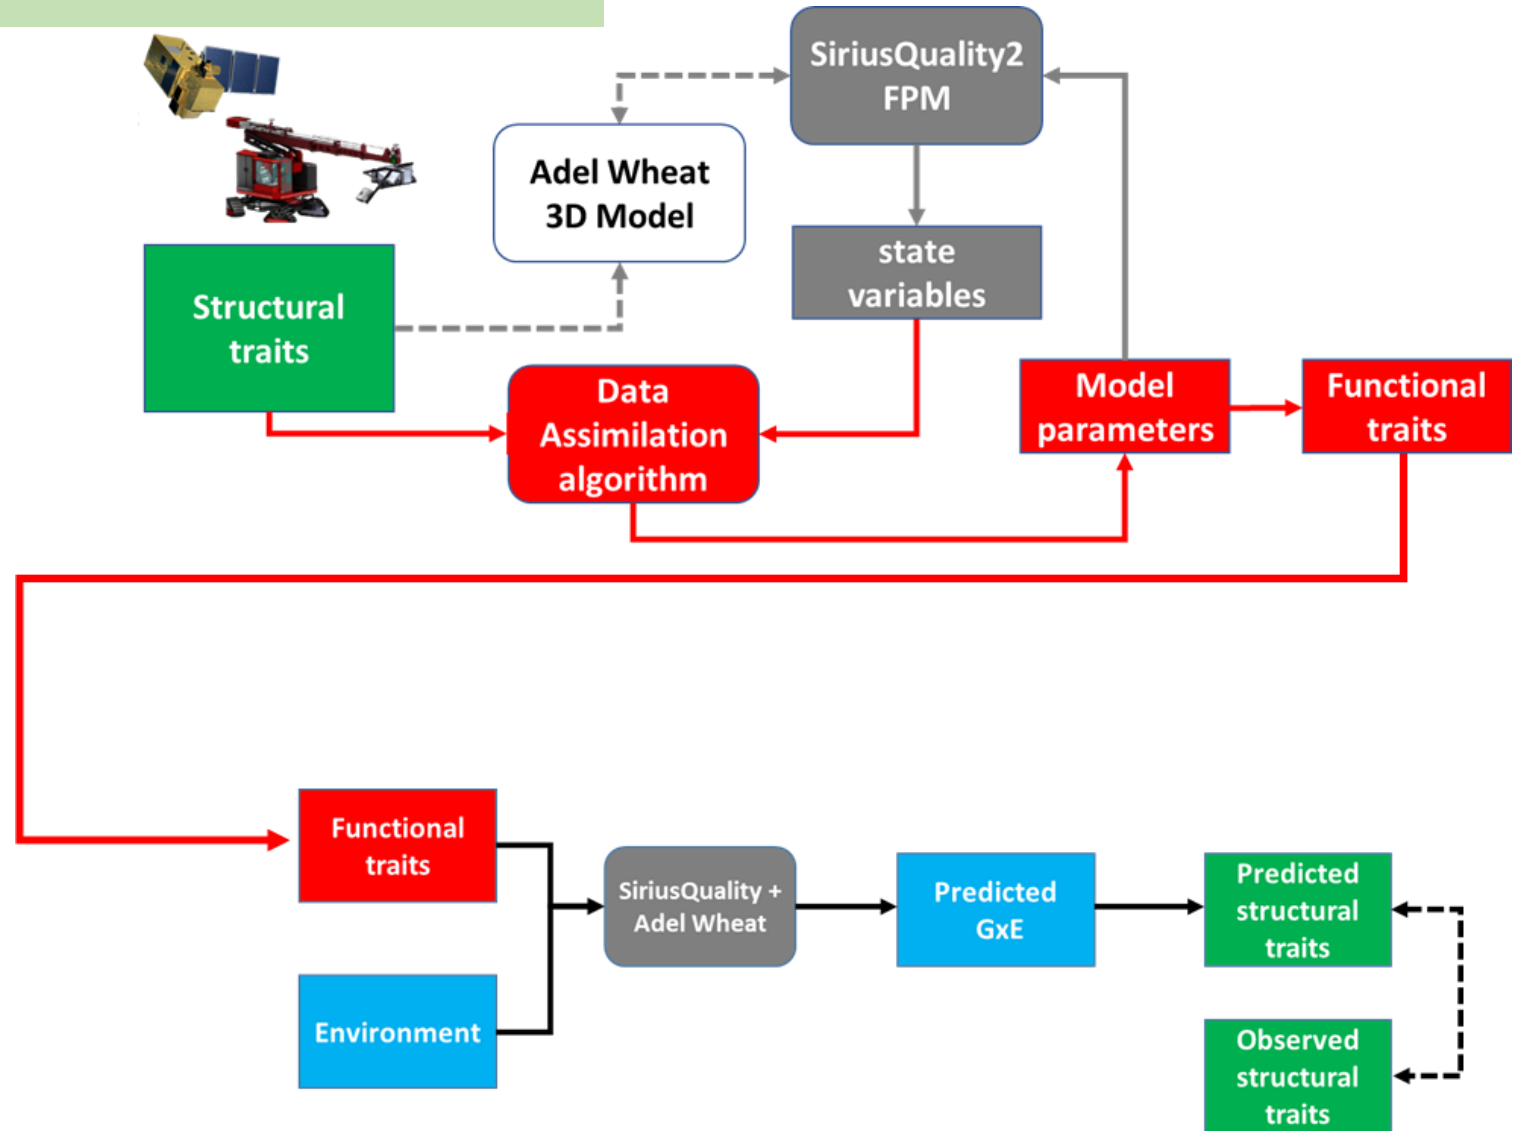 SiriusQuality2
FPM
Adel Wheat
3D Model
state
variables
Structural
traits
Data
Assimilation
algorithm
Model
parameters
Functional
traits
Functional
traits
SiriusQuality +
Adel Wheat
Predicted
GxE
Predicted
structural
traits
Environment
Observed
structural
traits